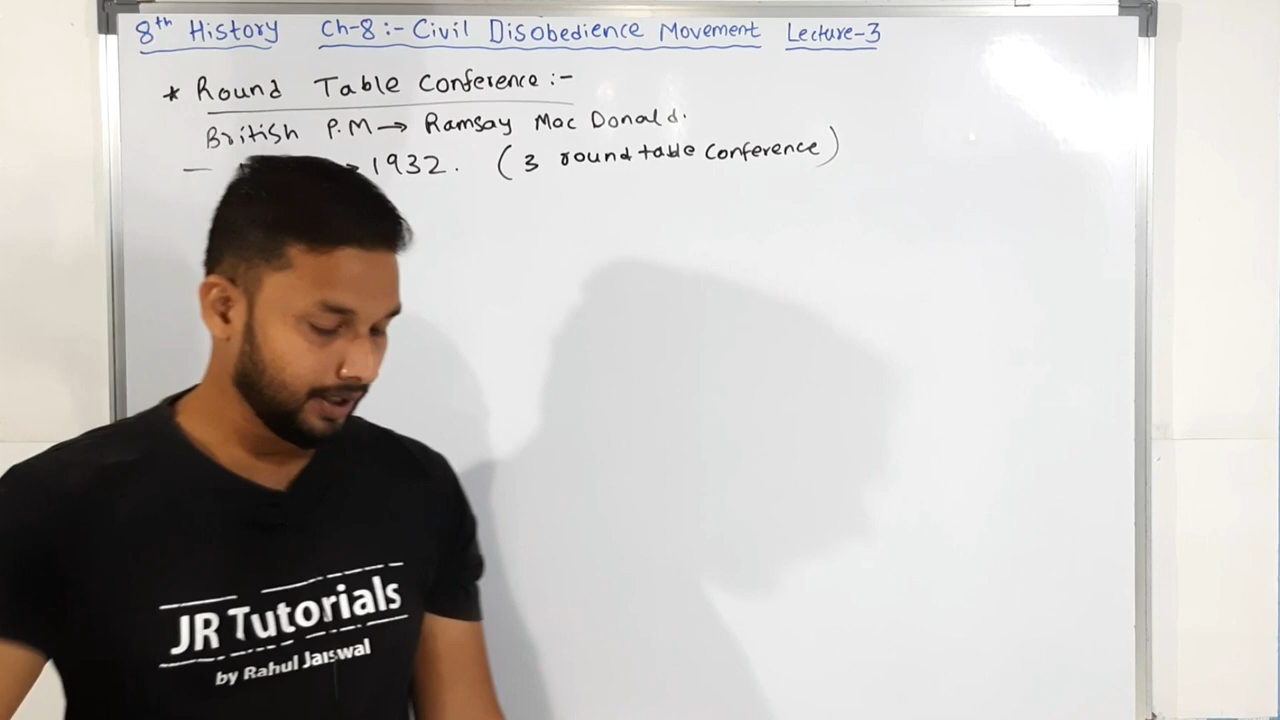 8th History Ch-8:- Civil Disobedience Movement Lecture-3
* Round Table Conference:-
British P.M → Ramsay Mac Donald.
1932. (3 round table conference)
JR Tutorials
by Rahul Jaiswal